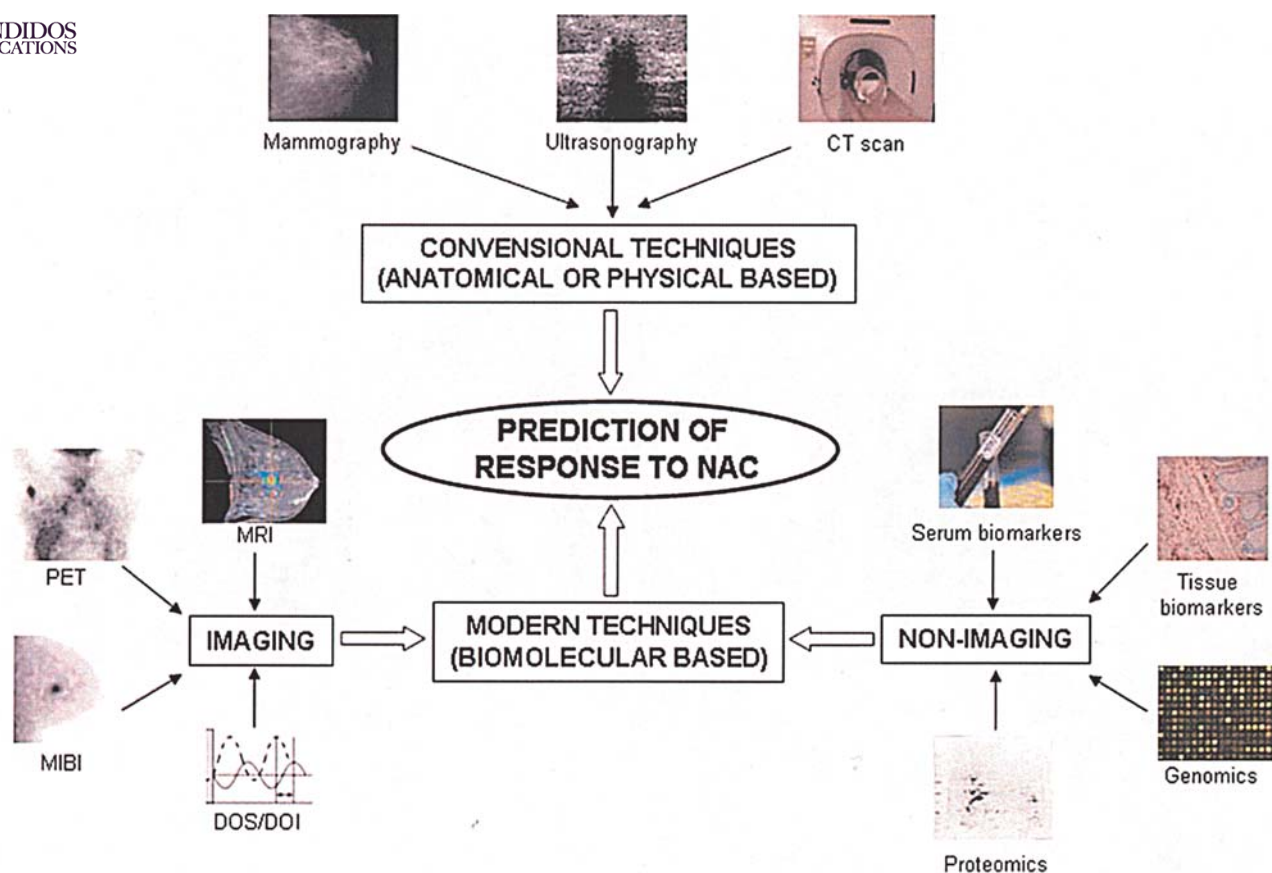 Mammography
Ultrasonography
CT scan
CONVENSIONAL TECHNIQUES
(ANATOMICAL OR PHYSICAL BASED)
PREDICTION OF
RESPONSE TO NAC
MRI
PET
Serum biomarkers
Tissue
biomarkers
IMAGING
MODERN TECHNIQUES
(BIOMOLECULAR BASED)
NON-IMAGING
MIBI
DOS/DOI
Genomics
Proteomics